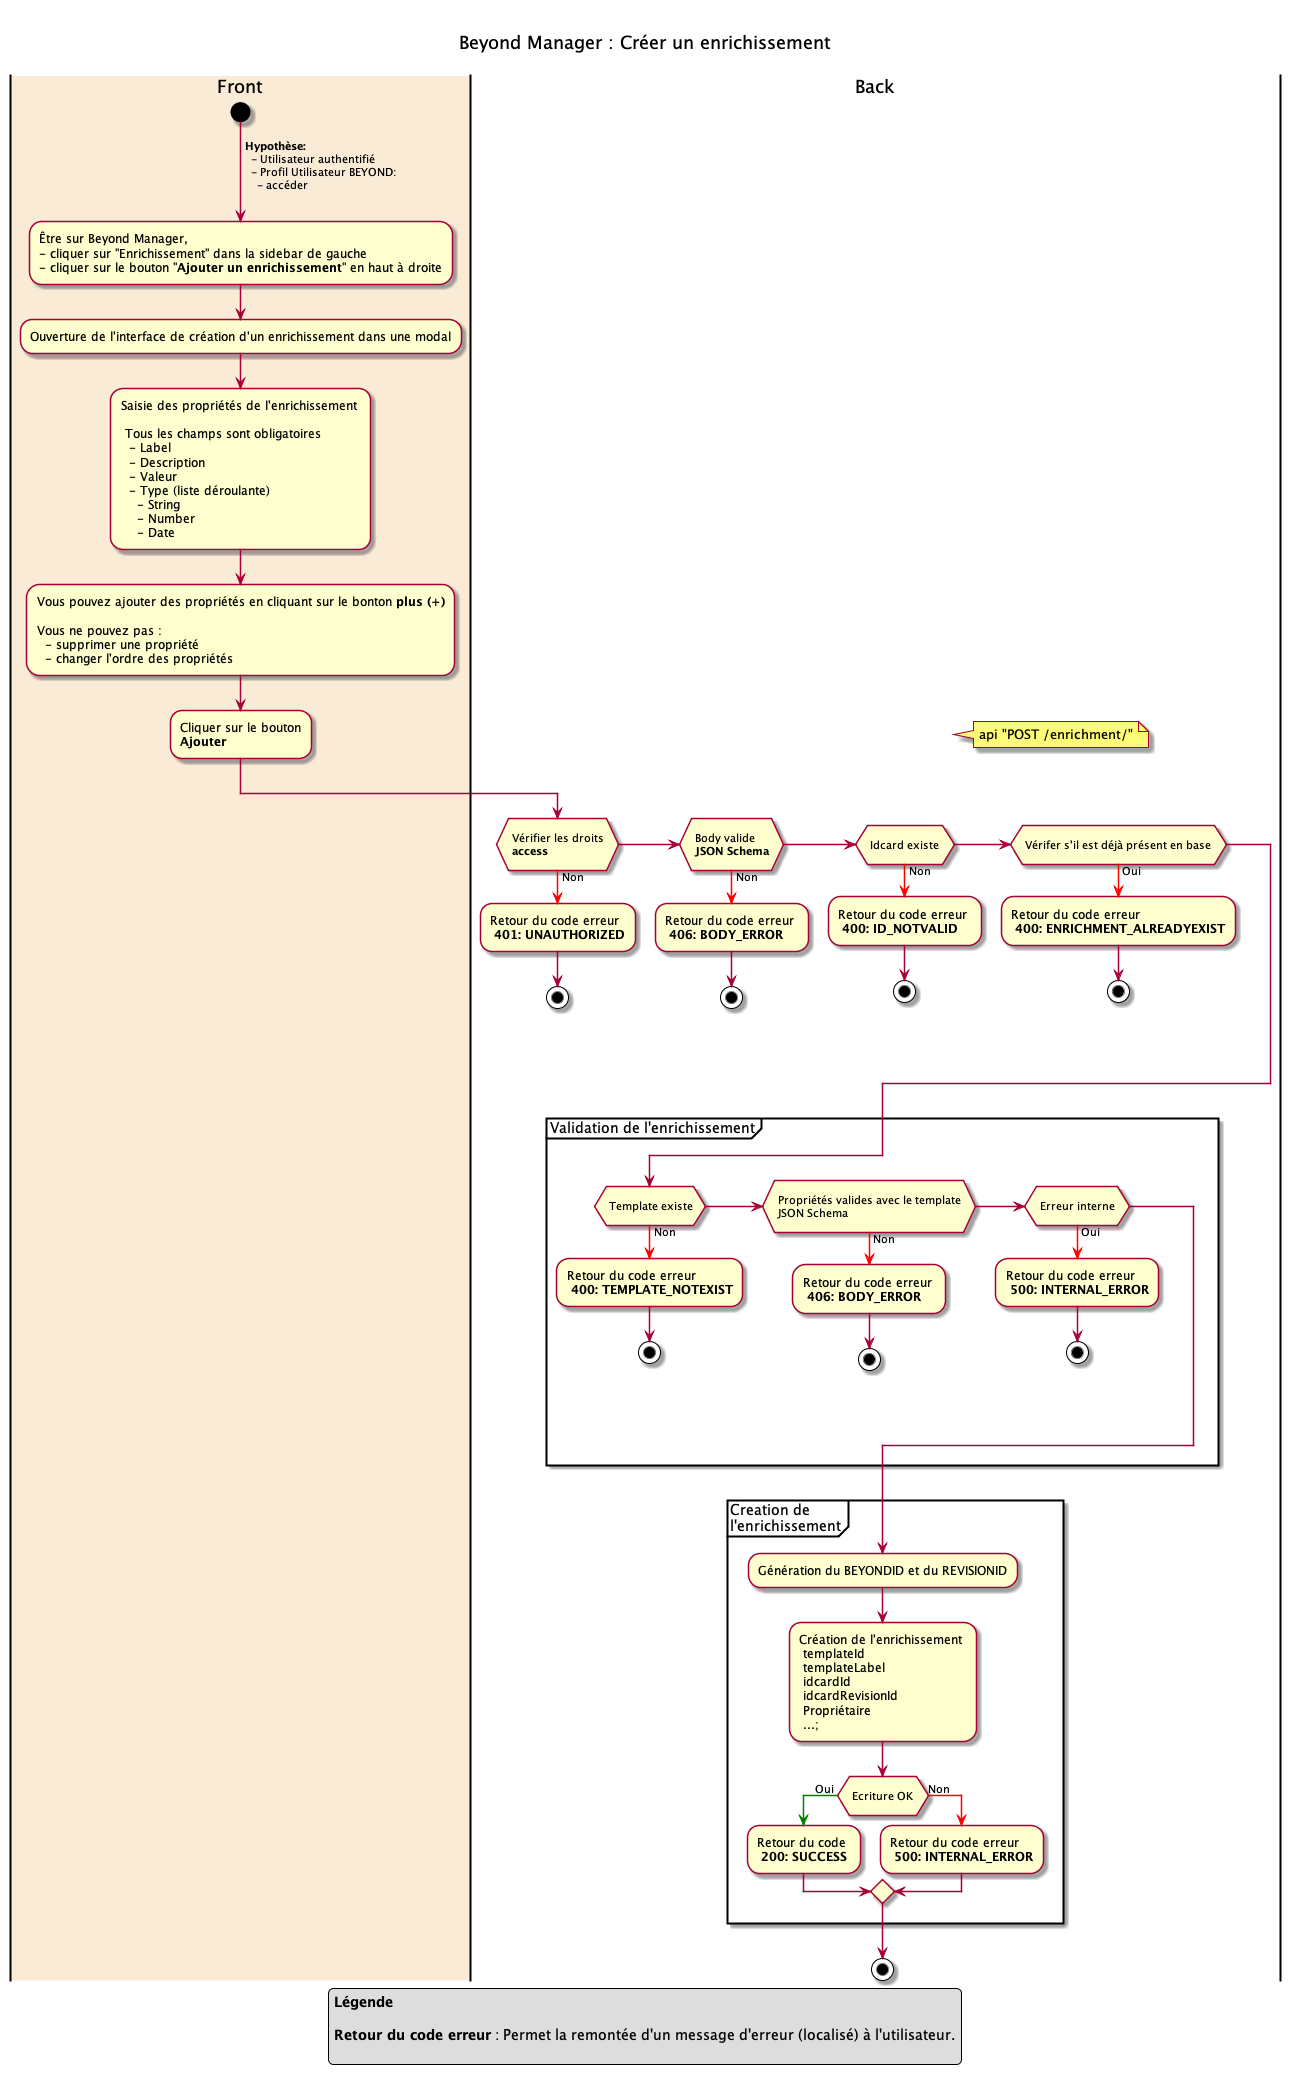 Beyond Manager : Créer un enrichissement
Front
Back
Hypothèse:
- Utilisateur authentifié
- Profil Utilisateur BEYOND:
- accéder
Être sur Beyond Manager,
- cliquer sur "Enrichissement" dans la sidebar de gauche
- cliquer sur le bouton "Ajouter un enrichissement" en haut à droite
Ouverture de l'interface de création d'un enrichissement dans une modal
Saisie des propriétés de l'enrichissement
Tous les champs sont obligatoires
- Label
- Description
- Valeur
- Type (liste déroulante)
- String
- Number
- Date
Vous pouvez ajouter des propriétés en cliquant sur le bonton plus (+)
Vous ne pouvez pas :
- supprimer une propriété
- changer l'ordre des propriétés
Cliquer sur le bouton
Ajouter
api "POST /enrichment/"
Vérifier les droits
access
Non
Retour du code erreur
401: UNAUTHORIZED
Body valide
JSON Schema
Non
Retour du code erreur
406: BODY_ERROR
Idcard existe
Non
Retour du code erreur
400: ID_NOTVALID
Vérifer s'il est déjà présent en base
Oui
Retour du code erreur
400: ENRICHMENT_ALREADYEXIST
Validation de l'enrichissement
Template existe
Non
Retour du code erreur
400: TEMPLATE_NOTEXIST
Propriétés valides avec le template
JSON Schema
Non
Retour du code erreur
406: BODY_ERROR
Erreur interne
Oui
Retour du code erreur
500: INTERNAL_ERROR
Creation de
l'enrichissement
Génération du BEYONDID et du REVISIONID
Création de l'enrichissement
templateId
templateLabel
idcardId
idcardRevisionId
Propriétaire
...;
Ecriture OK
Oui
Non
Retour du code
200: SUCCESS
Retour du code erreur
500: INTERNAL_ERROR
Légende
Retour du code erreur : Permet la remontée d'un message d'erreur (localisé) à l'utilisateur.